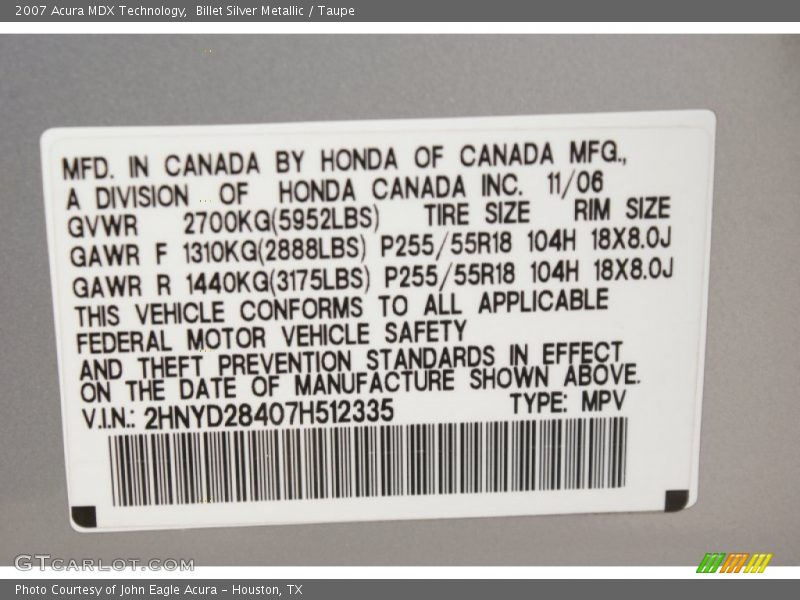 2007 Acura MDX Technology,  Billet Silver Metallic / Taupe
MFD. IN CANADA BY HONDA OF CANADA MFG.,
A DIVISION OF HONDA CANADA INC. 11/06
GVWR 2700KG(5952LBS) TIRE SIZE RIM SIZE
GAWR F 1310KG(2888LBS) P255/55R18 104H 18X8.0J
GAWR R 1440KG(3175LBS) P255/55R18 104H 18X8.0J
THIS VEHICLE CONFORMS TO ALL APPLICABLE
FEDERAL MOTOR VEHICLE SAFETY
AND THEFT PREVENTION STANDARDS IN EFFECT
ON THE DATE OF MANUFACTURE SHOWN ABOVE.
V.I.N.: 2HNYD28407H512335 TYPE: MPV
GTCARLOT.COM
Photo Courtesy of John Eagle Acura - Houston, TX